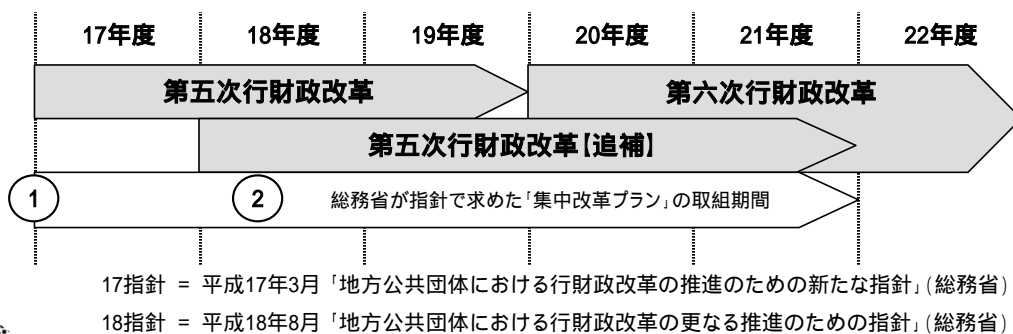 17年度 18年度 19年度 20年度 21年度 22年度
第五次行財政改革 第六次行財政改革
第五次行財政改革【追補】
1 2 総務省が指針で求めた「集中改革プラン」の取組期間
17指針 = 平成17年3月「地方公共団体における行財政改革の推進のための新たな指針」(総務省)
18指針 = 平成18年8月「地方公共団体における行財政改革の更なる推進のための指針」(総務省)